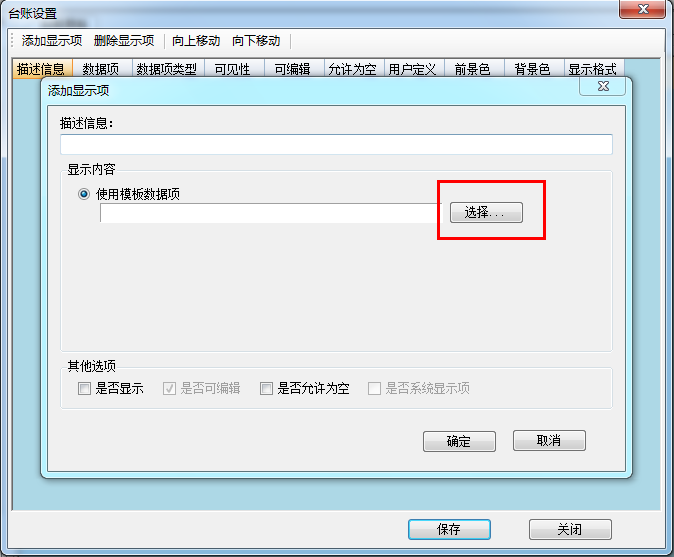 台账设置
添加显示项 删除显示项 向上移动 向下移动
描述信息 数据项 数据项类型 可见性 可编辑 允许为空 用户定义 前景色 背景色 显示格式
添加显示项
描述信息：
显示内容
使用模板数据项
选择...
其他选项
是否显示 是否可编辑 是否允许为空 是否系统显示项
确定 取消
保存 关闭